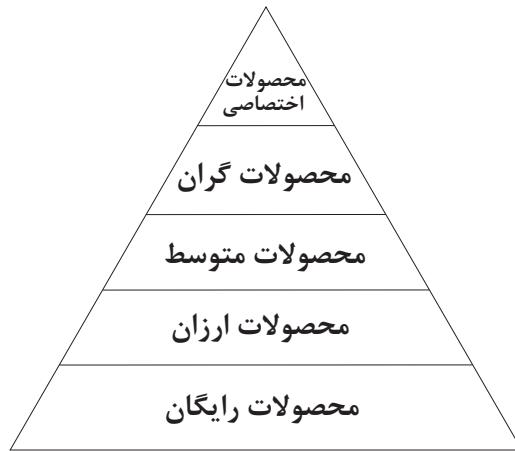 محصولات
اختصاصی
محصولات گران
محصولات متوسط
محصولات ارزان
محصولات رایگان